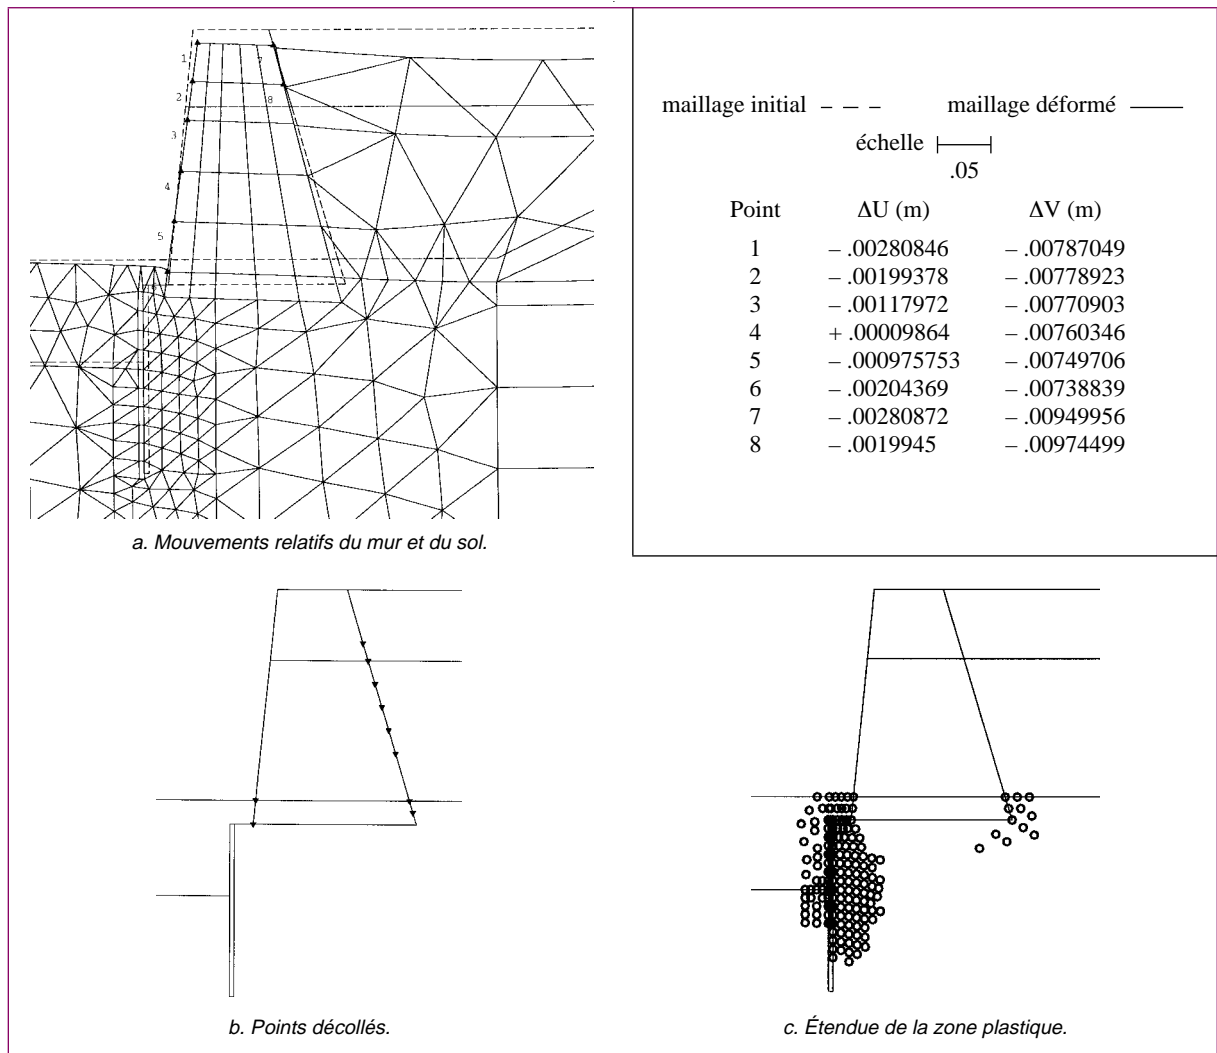 1
2
3
4
5
6
7
8
a. Mouvements relatifs du mur et du sol.
maillage initial – – – maillage déformé ——
échelle
.05
Point ΔU (m) ΔV (m)
1 – .00280846 – .00787049
2 – .00199378 – .00778923
3 – .00117972 – .00770903
4 + .00009864 – .00760346
5 – .000975753 – .00749706
6 – .00204369 – .00738839
7 – .00280872 – .00949956
8 – .0019945 – .00974499
b. Points décollés.
c. Étendue de la zone plastique.